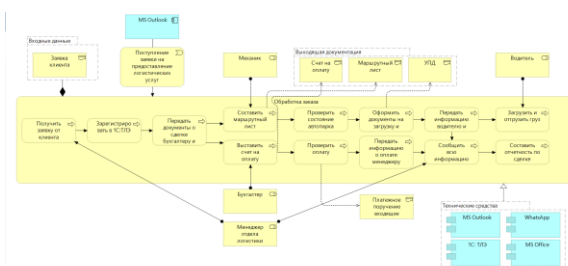 MS Outlook
Входные данные
Заявка
клиента
Поступление
заявки на
предоставление
логистических
услуг
Механик
Выходящая документация
Счет на
оплату
Маршрутный
лист
УПД
Водитель
Обработка заказа
Получить
заявку от
клиента
Зарегистриро
вать в 1С:ТЛЭ
Передать
документы о
сделке
бухгалтеру и
Составить
маршрутный
лист
Проверить
состояние
автопарка
Оформить
документы на
загрузку и
Передать
информацию
водителю и
Загрузить и
отгрузить груз
Выставить
счет на
оплату
Проверить
оплату
Передать
информацию
о оплате
менеджеру
Сообщить
всю
информацию
Составить
отчетность по
сделке
Бухгалтер
Менеджер
отдела
логистики
Платежное
поручение
входящее
Технические средства
MS Outlook
WhatsApp
1С: ТЛЭ
MS Office